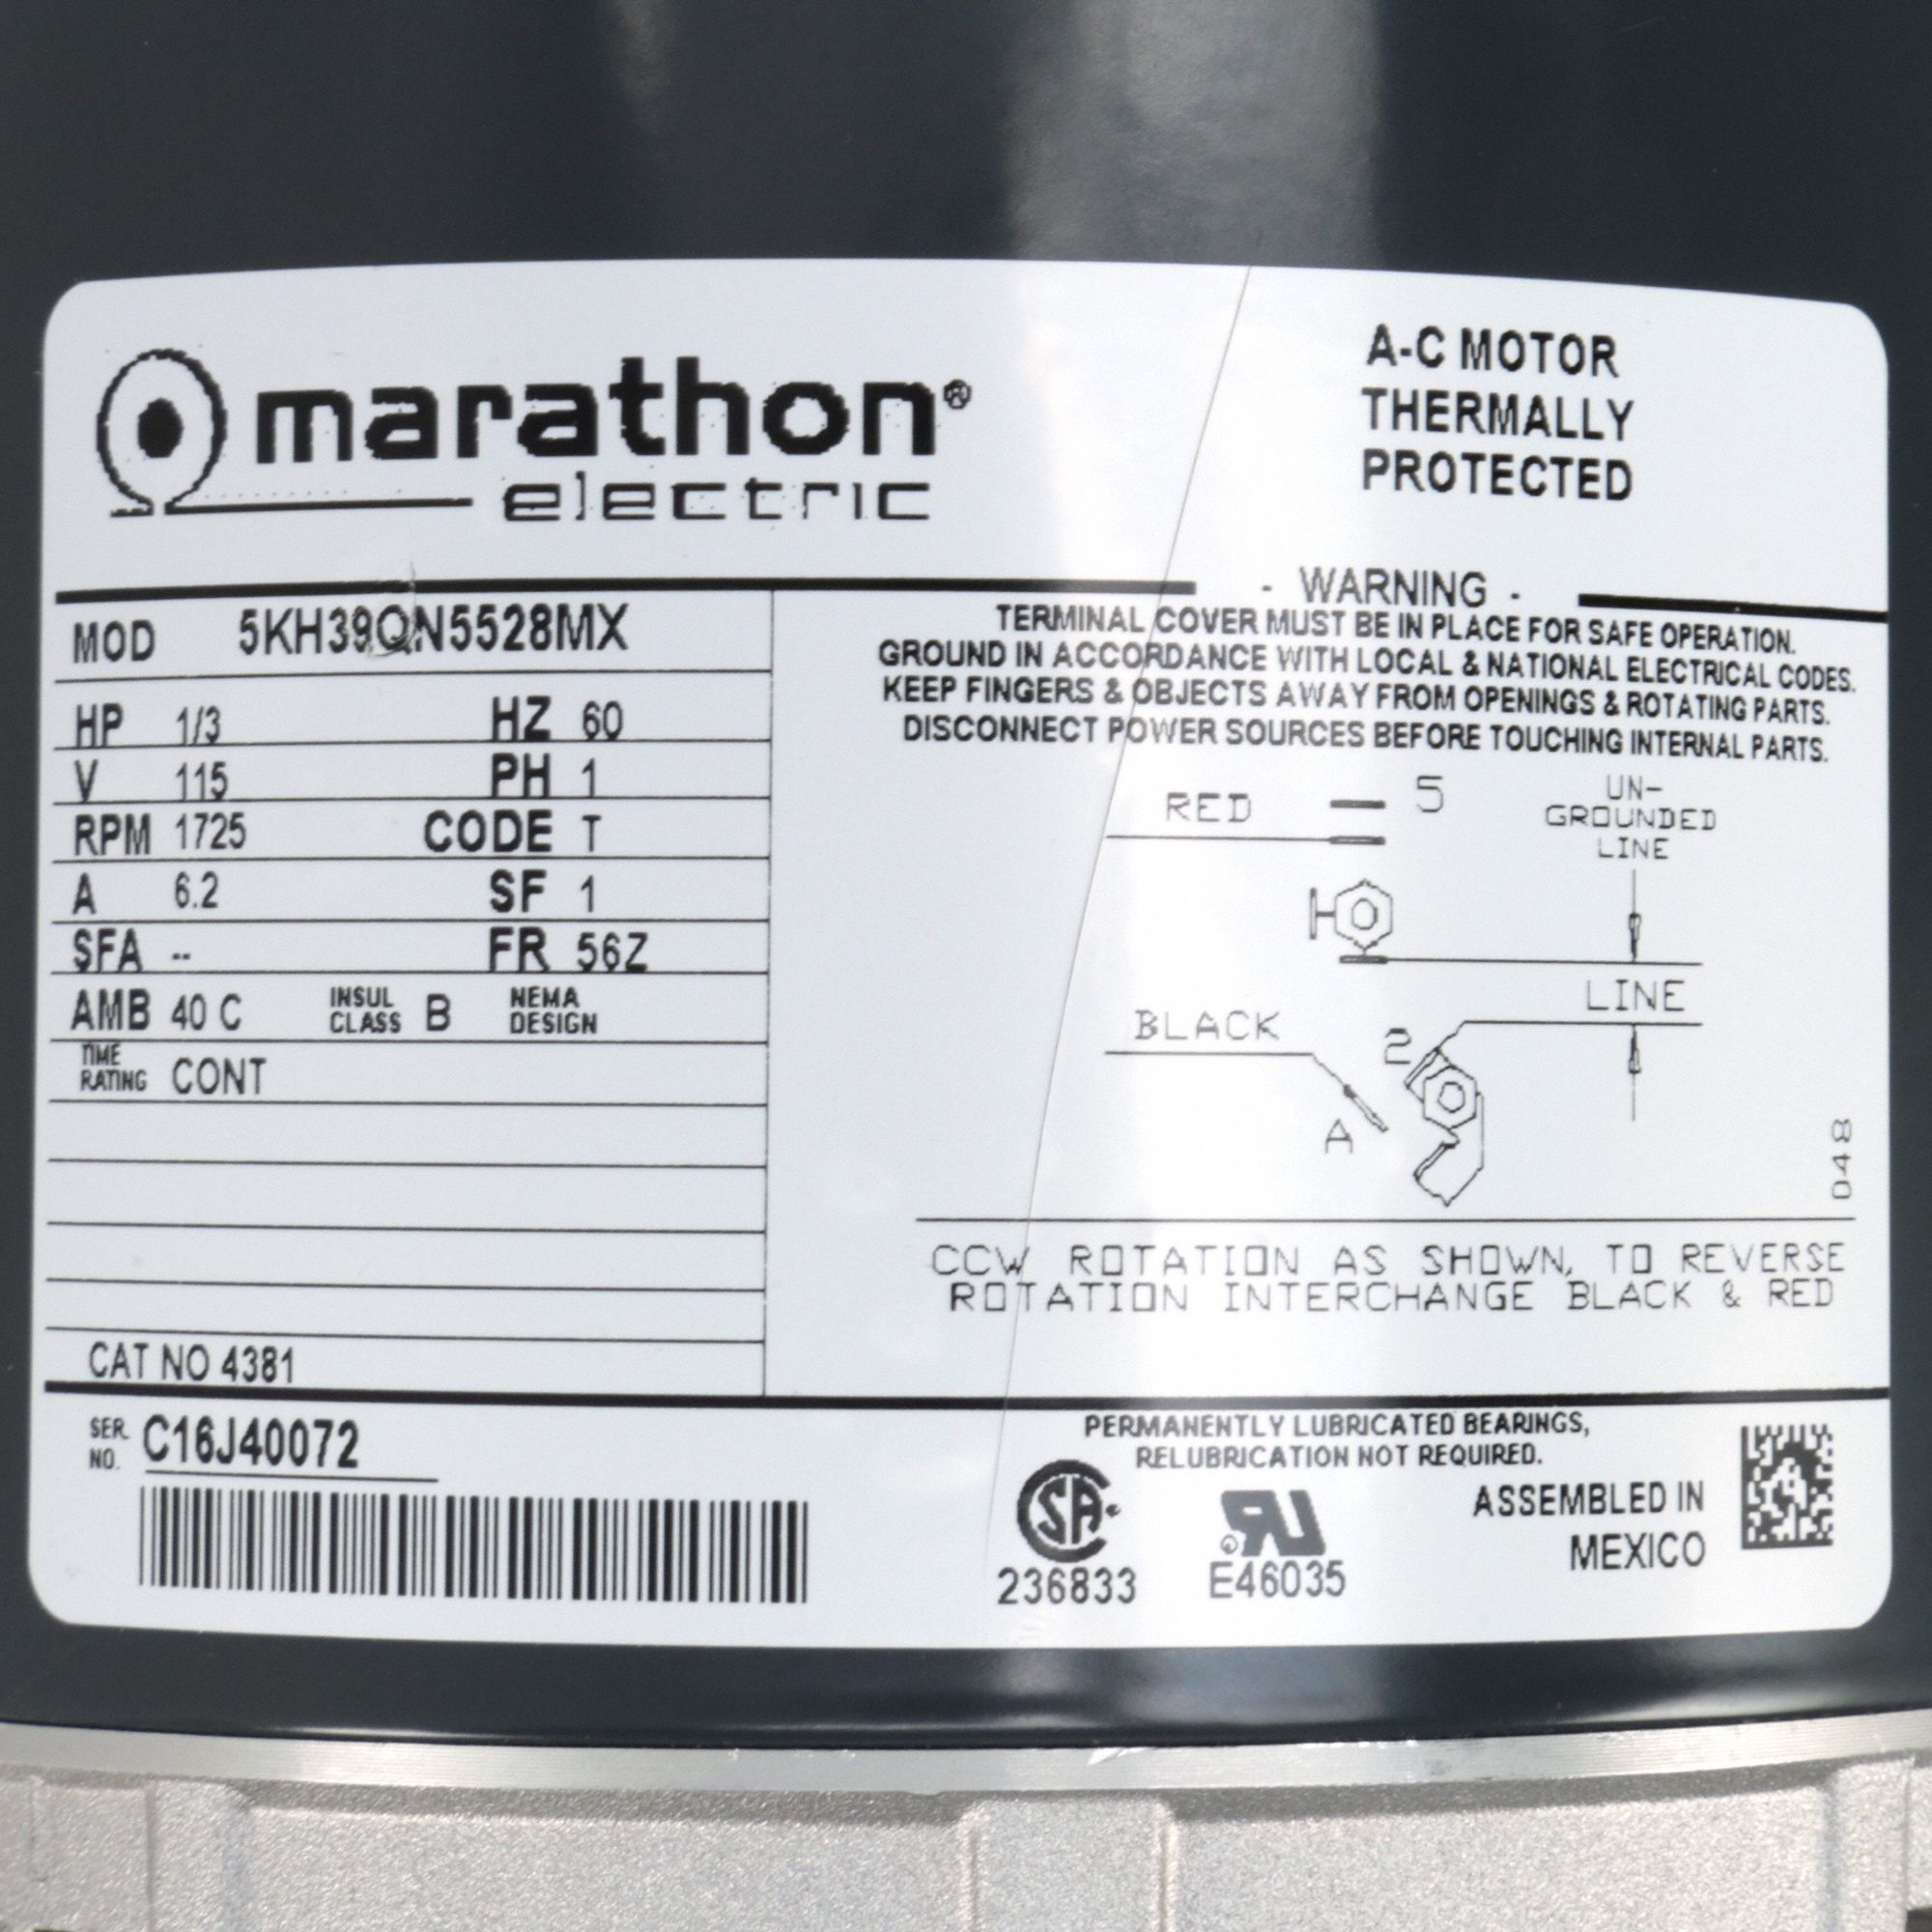 marathon®
electric
A-C MOTOR
THERMALLY
PROTECTED
MOD 5KH39QN5528MX
HP 1/3 HZ 60
V 115 PH 1
RPM 1725 CODE T
A 6.2 SF 1
SFA -- FR 56Z
AMB 40 C INSUL CLASS B NEMA DESIGN
TIME RATING CONT
CAT NO 4381
SER. NO. C16J40072
- WARNING -
TERMINAL COVER MUST BE IN PLACE FOR SAFE OPERATION.
GROUND IN ACCORDANCE WITH LOCAL & NATIONAL ELECTRICAL CODES.
KEEP FINGERS & OBJECTS AWAY FROM OPENINGS & ROTATING PARTS.
DISCONNECT POWER SOURCES BEFORE TOUCHING INTERNAL PARTS.
RED 5
UN-
GROUNDED
LINE
LINE
BLACK 2
A
048
CCW ROTATION AS SHOWN, TO REVERSE
ROTATION INTERCHANGE BLACK & RED
PERMANENTLY LUBRICATED BEARINGS,
RELUBRICATION NOT REQUIRED.
SA®
236833
RU®
E46035
ASSEMBLED IN
MEXICO